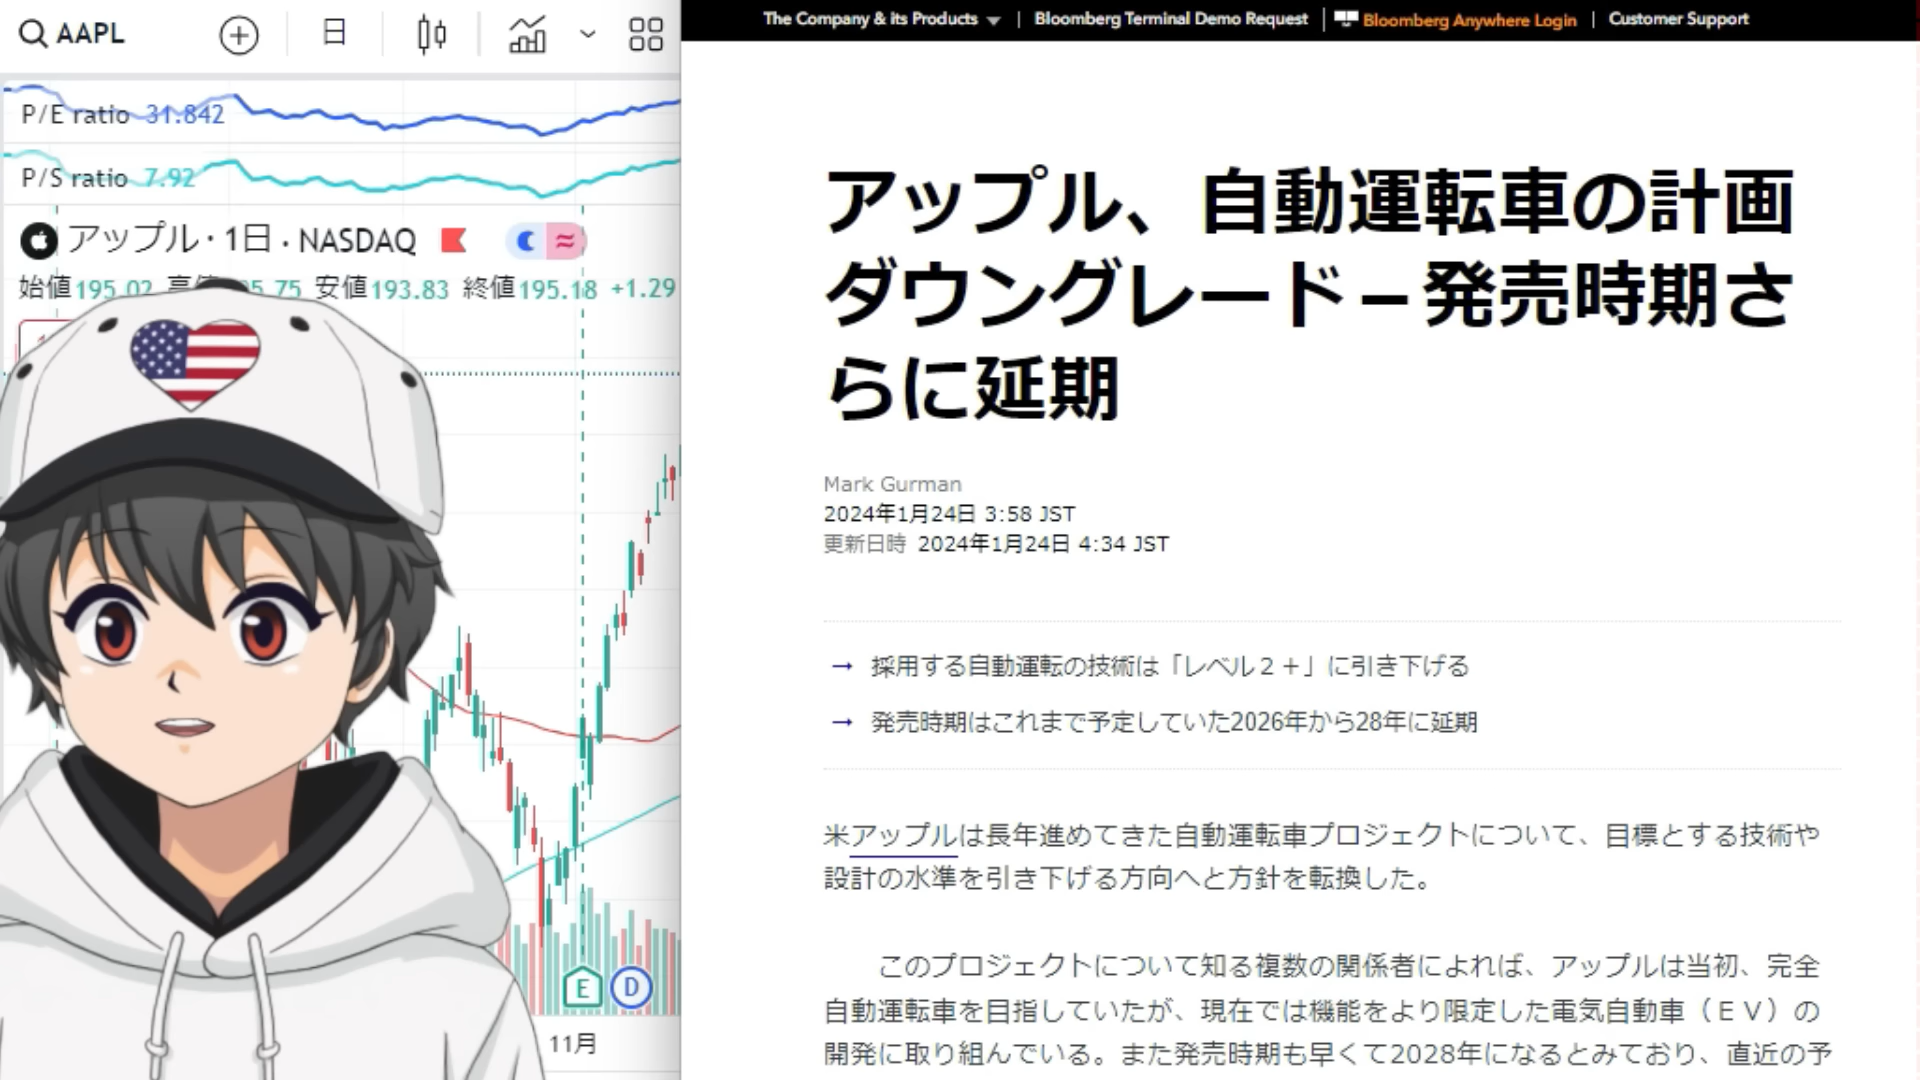 AAPL
日
P/E ratio 31.842
P/S ratio 7.92
アップル · 1日 · NASDAQ
始値195.02 高値 5.75 安値193.83 終値195.18 +1.29
E D
11月
The Company & its Products | Bloomberg Terminal Demo Request | Bloomberg Anywhere Login | Customer Support
アップル、自動運転車の計画
ダウングレード－発売時期さ
らに延期
Mark Gurman
2024年1月24日 3:58 JST
更新日時 2024年1月24日 4:34 JST
→ 採用する自動運転の技術は「レベル２＋」に引き下げる
→ 発売時期はこれまで予定していた2026年から28年に延期
米アップルは長年進めてきた自動運転車プロジェクトについて、目標とする技術や
設計の水準を引き下げる方向へと方針を転換した。
このプロジェクトについて知る複数の関係者によれば、アップルは当初、完全
自動運転車を目指していたが、現在では機能をより限定した電気自動車（ＥＶ）の
開発に取り組んでいる。また発売時期も早くて2028年になるとみており、直近の予